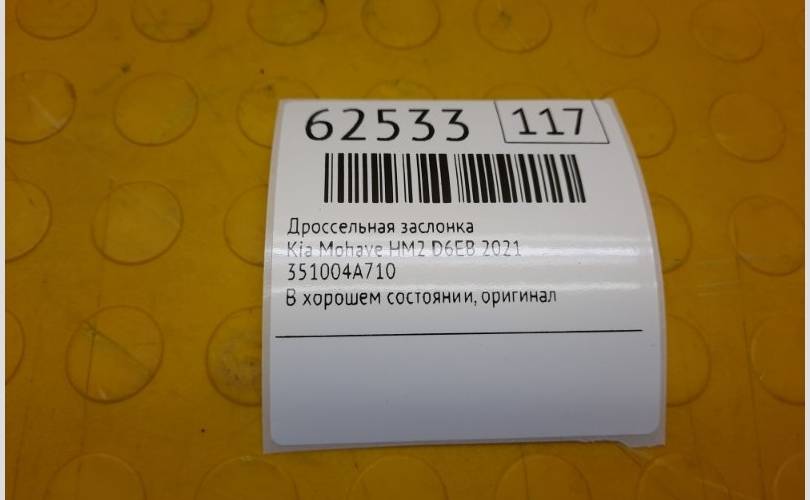 62533 117
Дроссельная заслонка
Kia Mohave HM2 D6EB 2021
351004A710
В хорошем состоянии, оригинал